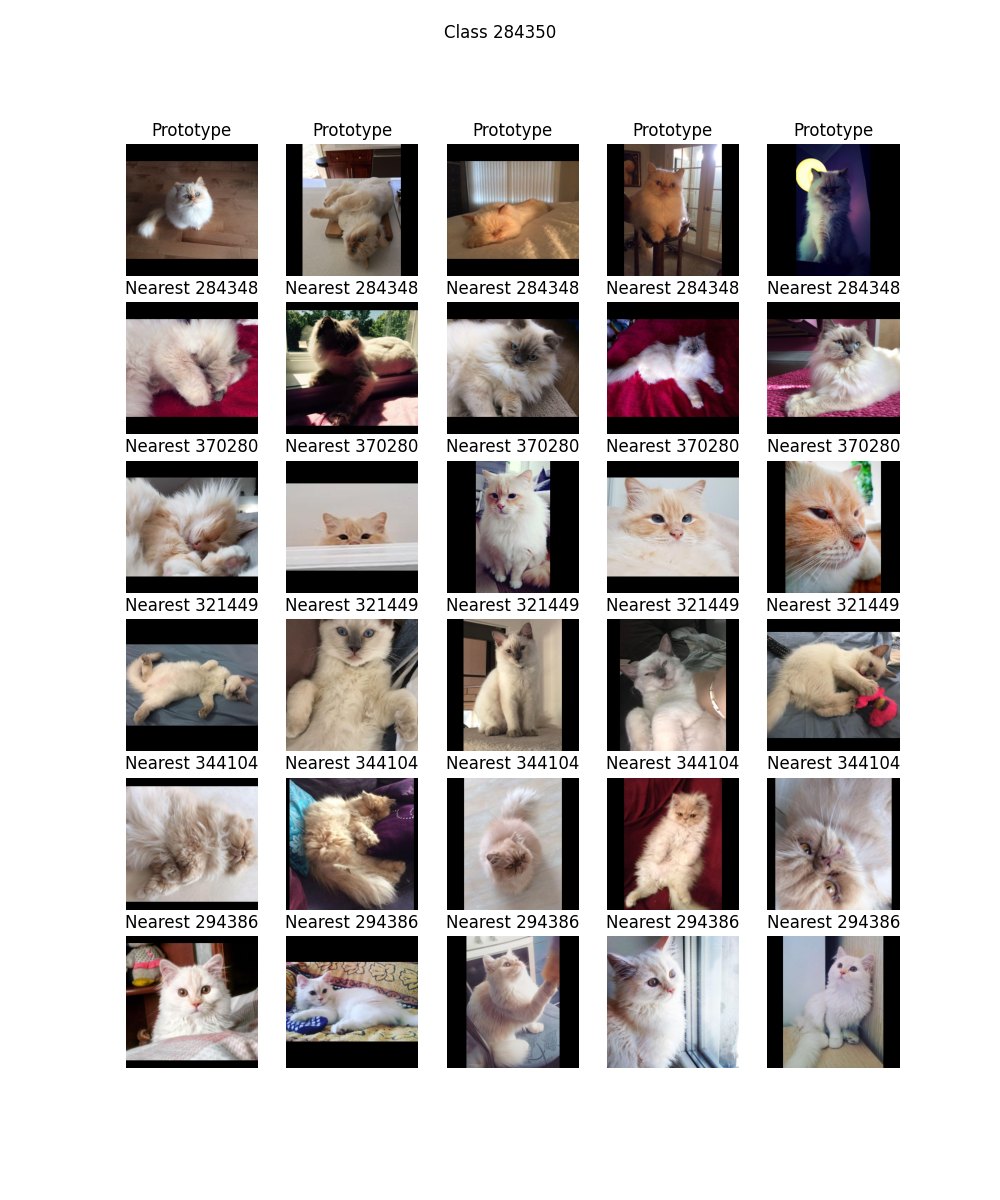 Class 284350
Prototype Prototype Prototype Prototype Prototype
Nearest 284348 Nearest 284348 Nearest 284348 Nearest 284348 Nearest 284348
Nearest 370280 Nearest 370280 Nearest 370280 Nearest 370280 Nearest 370280
Nearest 321449 Nearest 321449 Nearest 321449 Nearest 321449 Nearest 321449
Nearest 344104 Nearest 344104 Nearest 344104 Nearest 344104 Nearest 344104
Nearest 294386 Nearest 294386 Nearest 294386 Nearest 294386 Nearest 294386